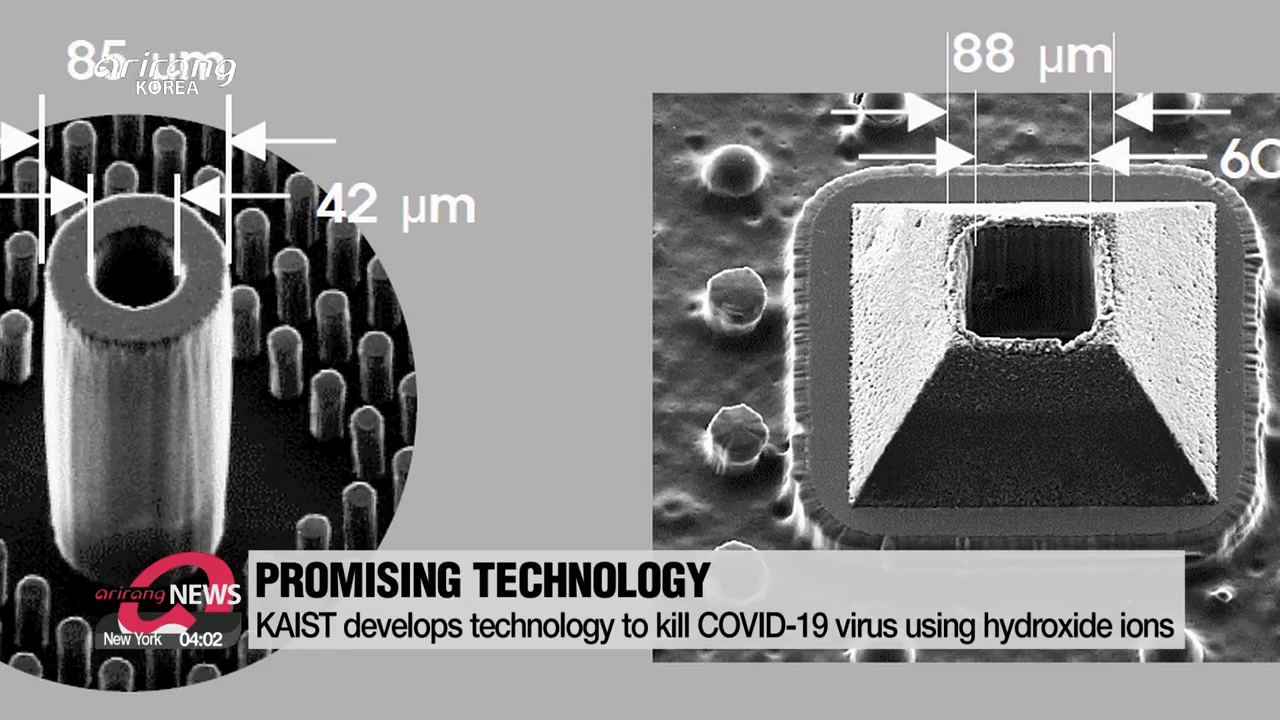 85 µm
arirang
KOREA
88 µm
60
42 µm
PROMISING TECHNOLOGY
arirang NEWS
KAIST develops technology to kill COVID-19 virus using hydroxide ions
New York 04:02